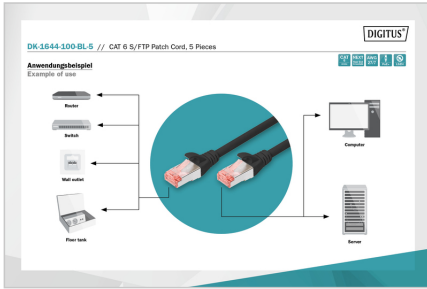 DIGITUS®
DK-1644-100-BL-5 // CAT 6 S/FTP Patch Cord, 5 Pieces
Anwendungsbeispiel
Example of use
Router
Switch
Wall outlet
Floor tank
Computer
Server